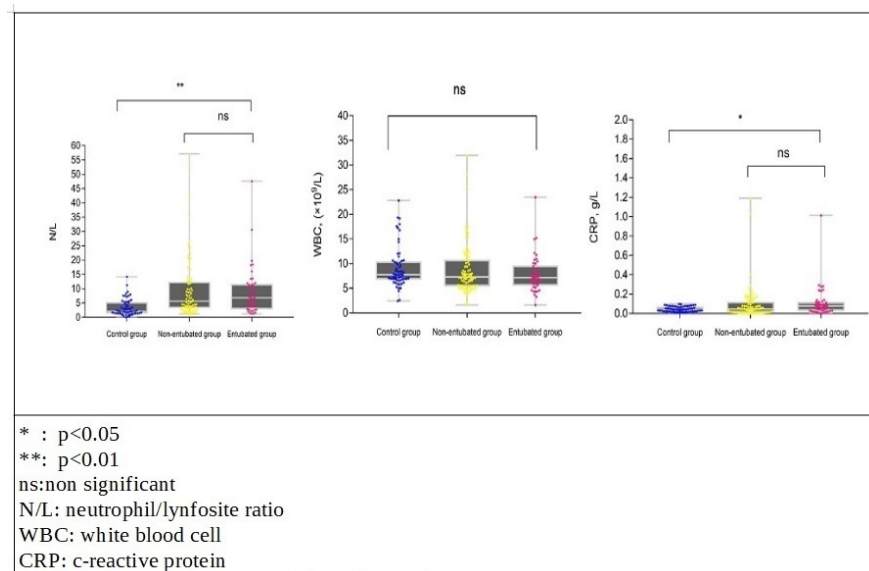 **
ns
N/L
60
55
50
45
40
35
30
25
20
15
10
5
0
Control group Non-entubated group Entubated group
ns
WBC, (×10⁹/L)
40
35
30
25
20
15
10
5
0
Control group Non-entubated group Entubated group
*
ns
CRP, g/L
2.0
1.8
1.6
1.4
1.2
1.0
0.8
0.6
0.4
0.2
0.0
Control group Non-entubated group Entubated group
* : p<0.05
**: p<0.01
ns:non significant
N/L: neutrophil/lynfosite ratio
WBC: white blood cell
CRP: c-reactive protein